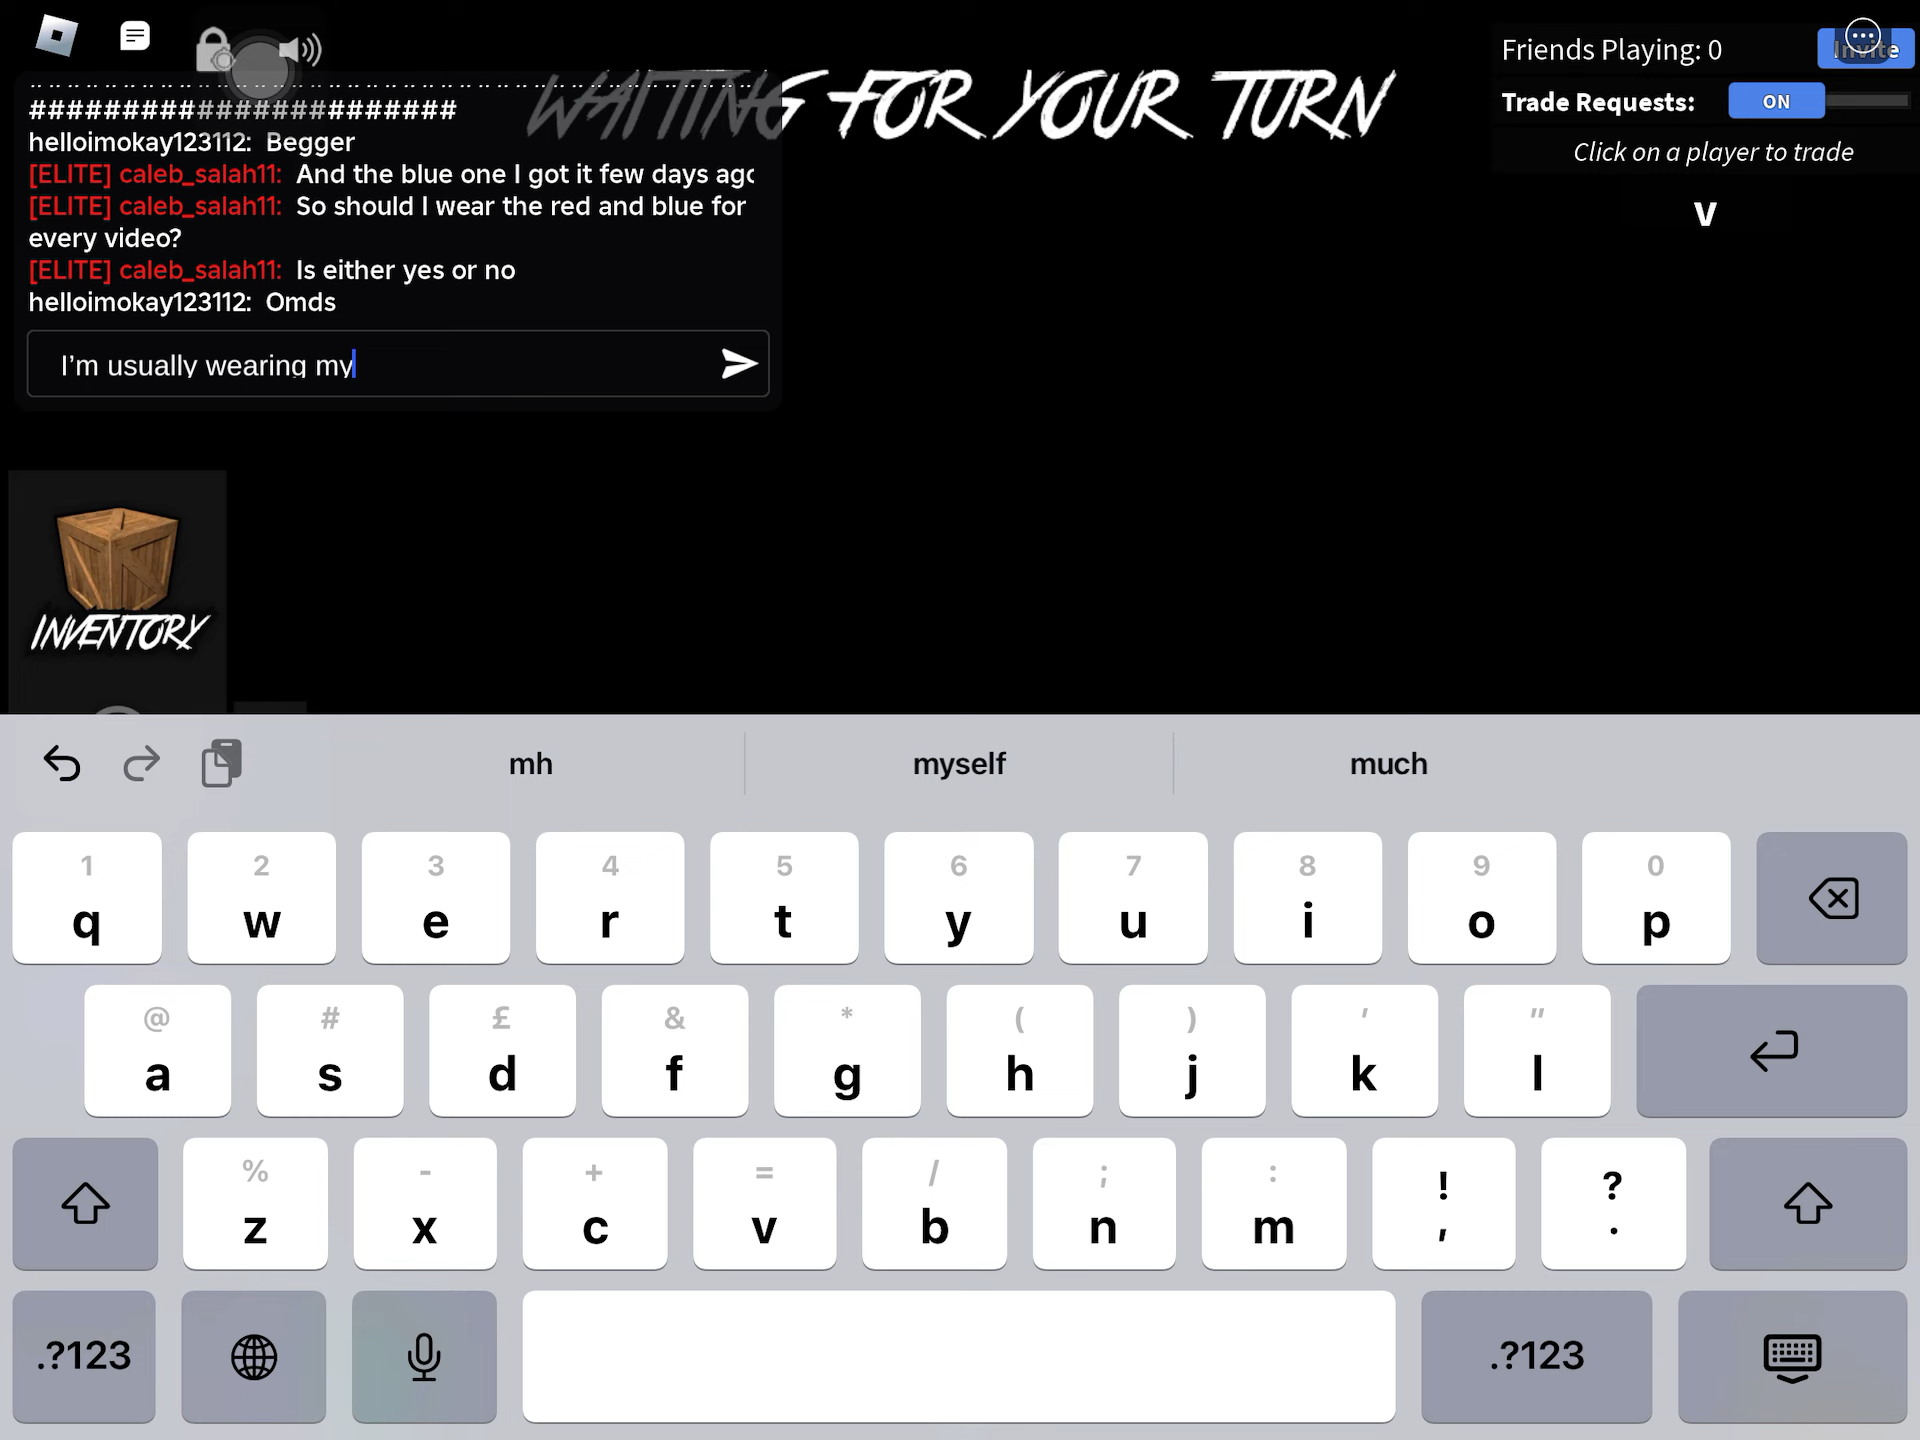 WAITING FOR YOUR TURN
Friends Playing: 0
Invite
Trade Requests: ON
Click on a player to trade
v
#######################
helloimokay123112: Begger
[ELITE] caleb_salah11: And the blue one I got it few days ago
[ELITE] caleb_salah11: So should I wear the red and blue for
every video?
[ELITE] caleb_salah11: Is either yes or no
helloimokay123112: Omds
I'm usually wearing my
INVENTORY
mh myself much
1 2 3 4 5 6 7 8 9 0
q w e r t y u i o p
@ # £ & * ( ) ' "
a s d f g h j k l
% - + = / ; : ! ?
z x c v b n m , .
.?123 .?123